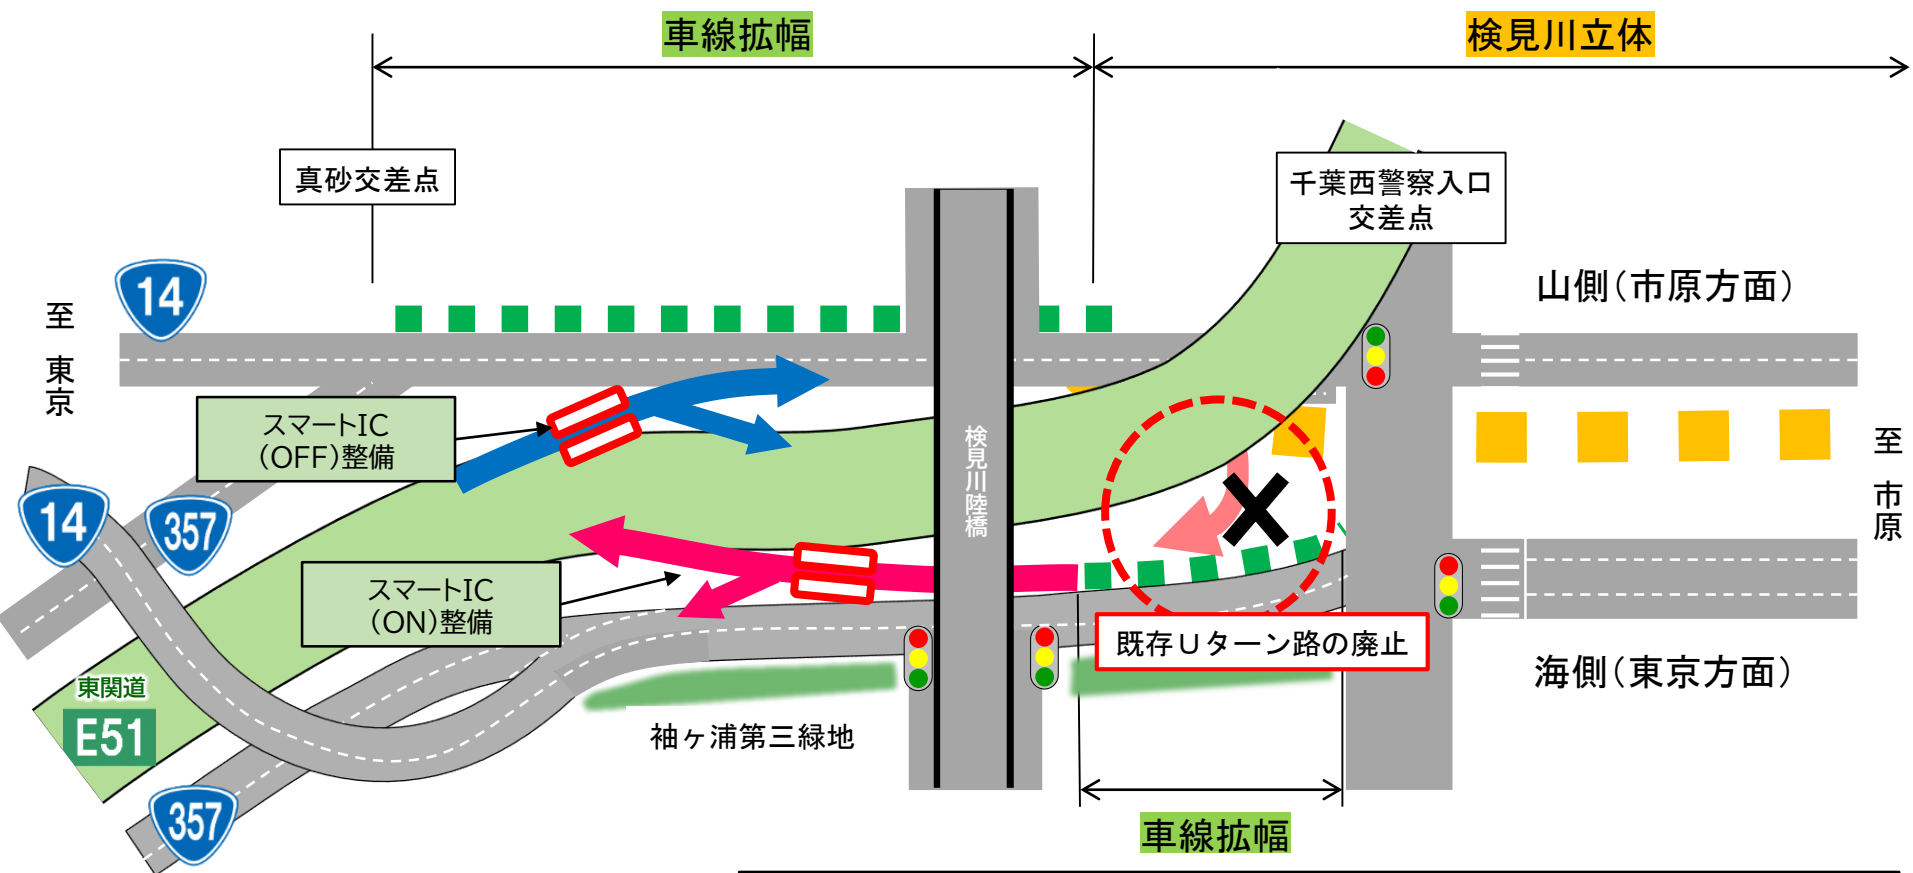 車線拡幅
検見川立体
真砂交差点
千葉西警察入口
交差点
14
至 東京
山側（市原方面）
スマートIC
（OFF）整備
検見川陸橋
至 市原
14
357
スマートIC
（ON）整備
既存Uターン路の廃止
海側（東京方面）
東関道
E51
袖ヶ浦第三緑地
357
車線拡幅